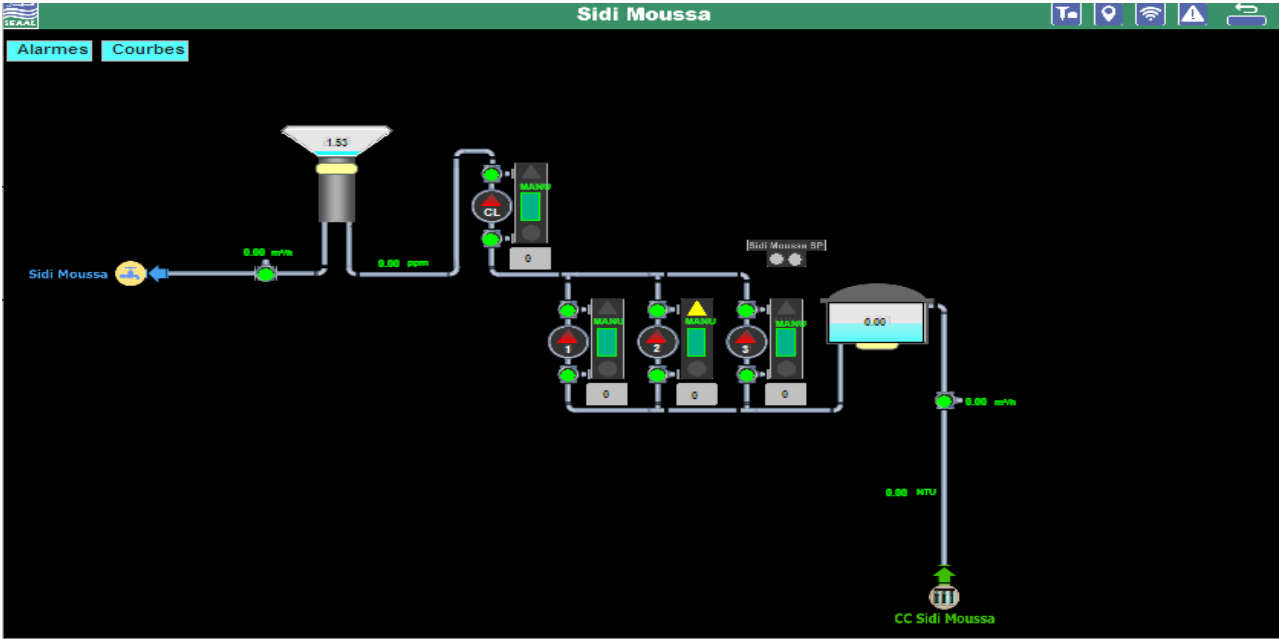 SEAAL
Sidi Moussa
Alarmes
Courbes
1.53
MANU
CL
0
Sidi Moussa SP
0.00 m³/h
0.00 ppm
Sidi Moussa
MANU
MANU
MANU
0.00
1
2
3
0
0
0
0.00 m³/h
0.00 NTU
CC Sidi Moussa